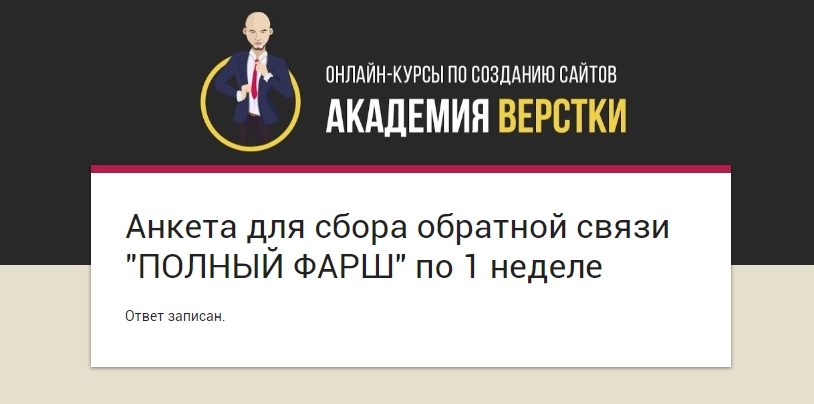 ОНЛАЙН-КУРСЫ ПО СОЗДАНИЮ САЙТОВ
АКАДЕМИЯ ВЕРСТКИ
Анкета для сбора обратной связи
"ПОЛНЫЙ ФАРШ" по 1 неделе
Ответ записан.